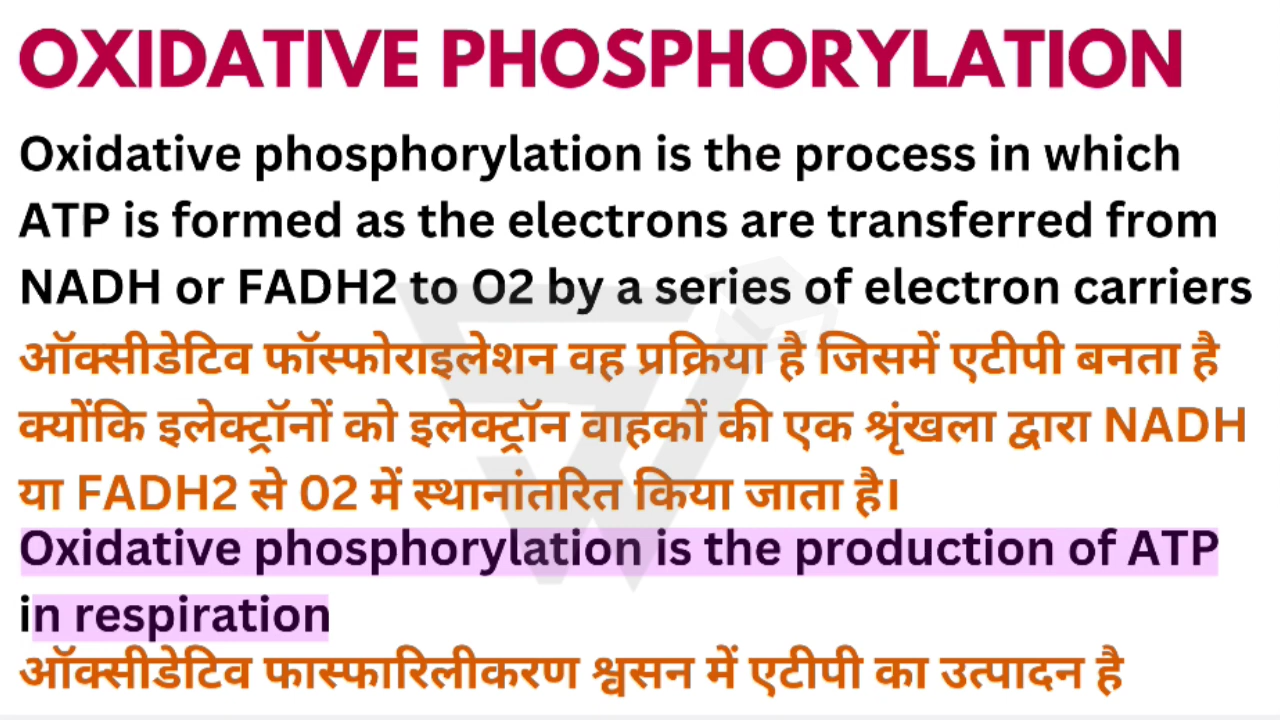 OXIDATIVE PHOSPHORYLATION
Oxidative phosphorylation is the process in which
ATP is formed as the electrons are transferred from
NADH or FADH2 to O2 by a series of electron carriers
ऑक्सीडेटिव फॉस्फोराइलेशन वह प्रक्रिया है जिसमें एटीपी बनता है
क्योंकि इलेक्ट्रॉनों को इलेक्ट्रॉन वाहकों की एक श्रृंखला द्वारा NADH
या FADH2 से 02 में स्थानांतरित किया जाता है।
Oxidative phosphorylation is the production of ATP
in respiration
ऑक्सीडेटिव फास्फारिलीकरण श्वसन में एटीपी का उत्पादन है